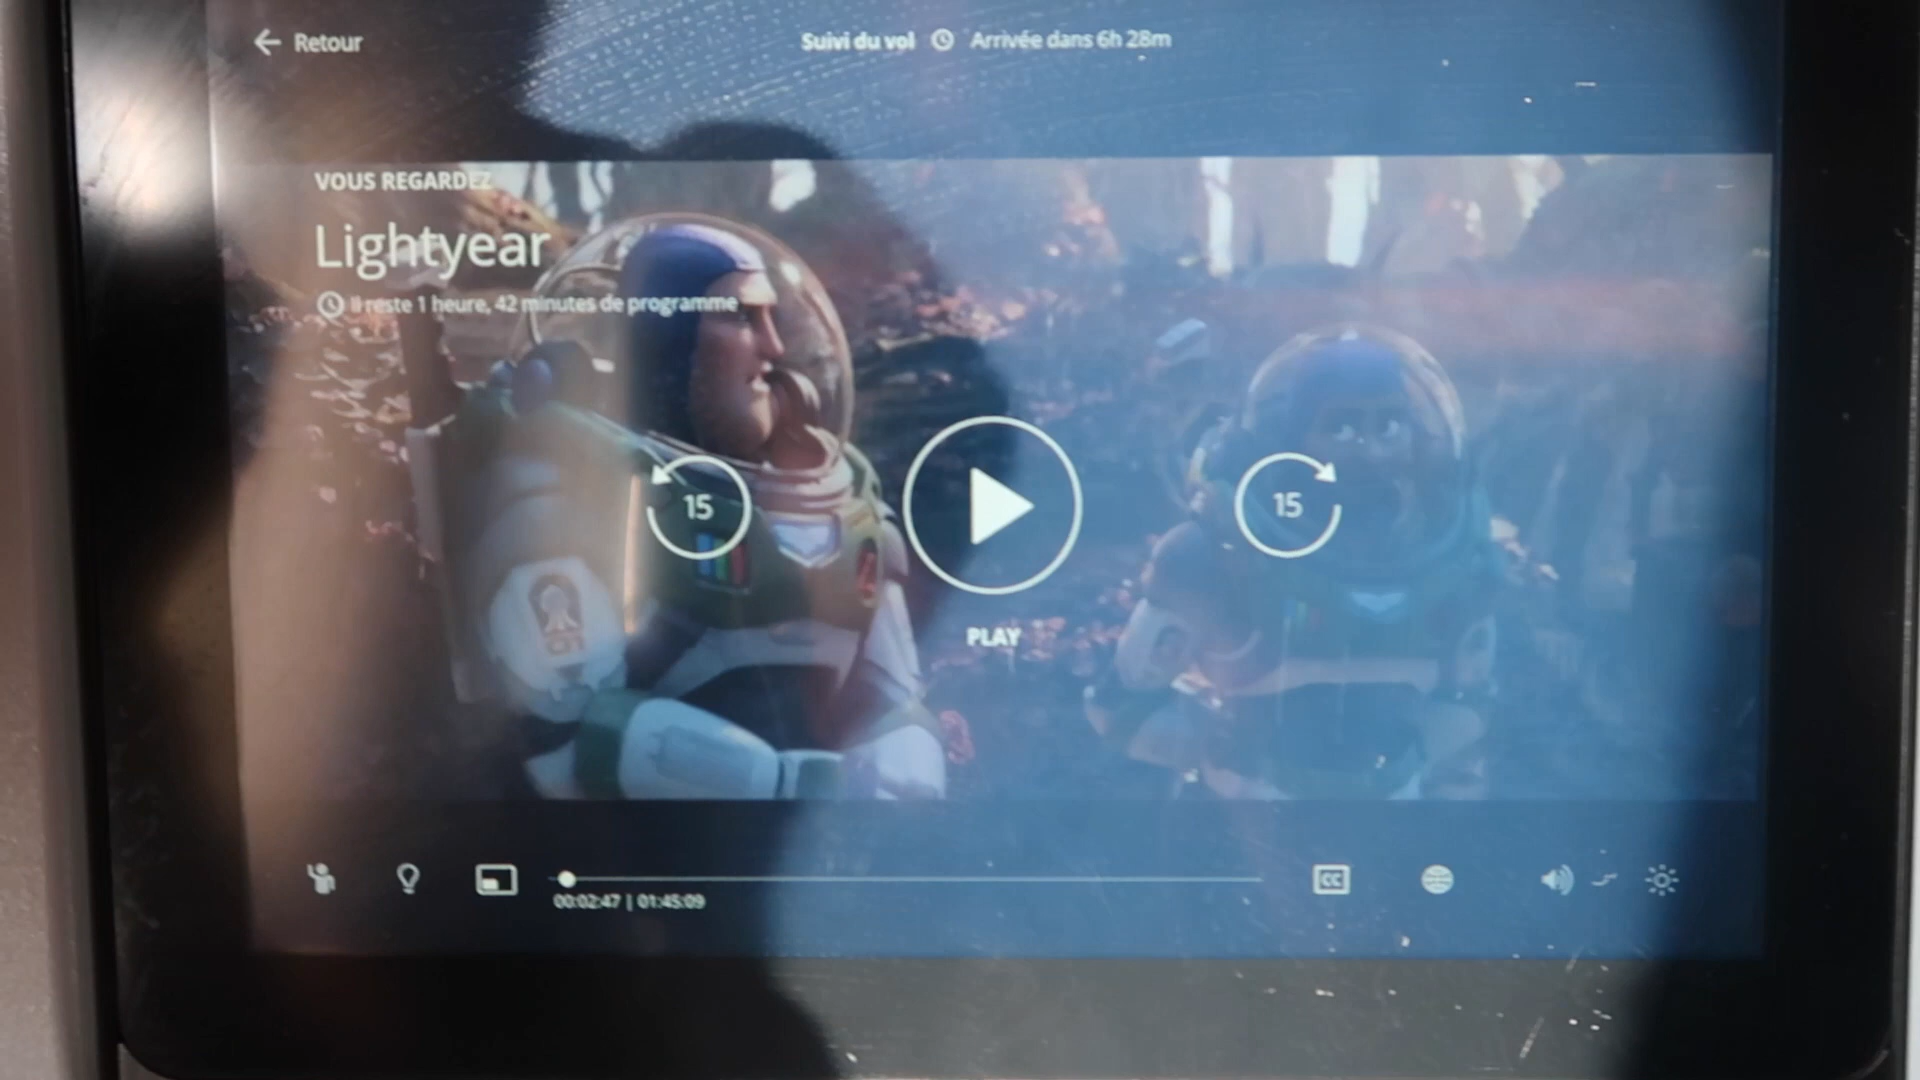 Retour
Suivi du vol Arrivée dans 6h 28m
VOUS REGARDEZ
Lightyear
Il reste 1 heure, 42 minutes de programme
15
15
PLAY
00:02:47 | 01:45:09
CC